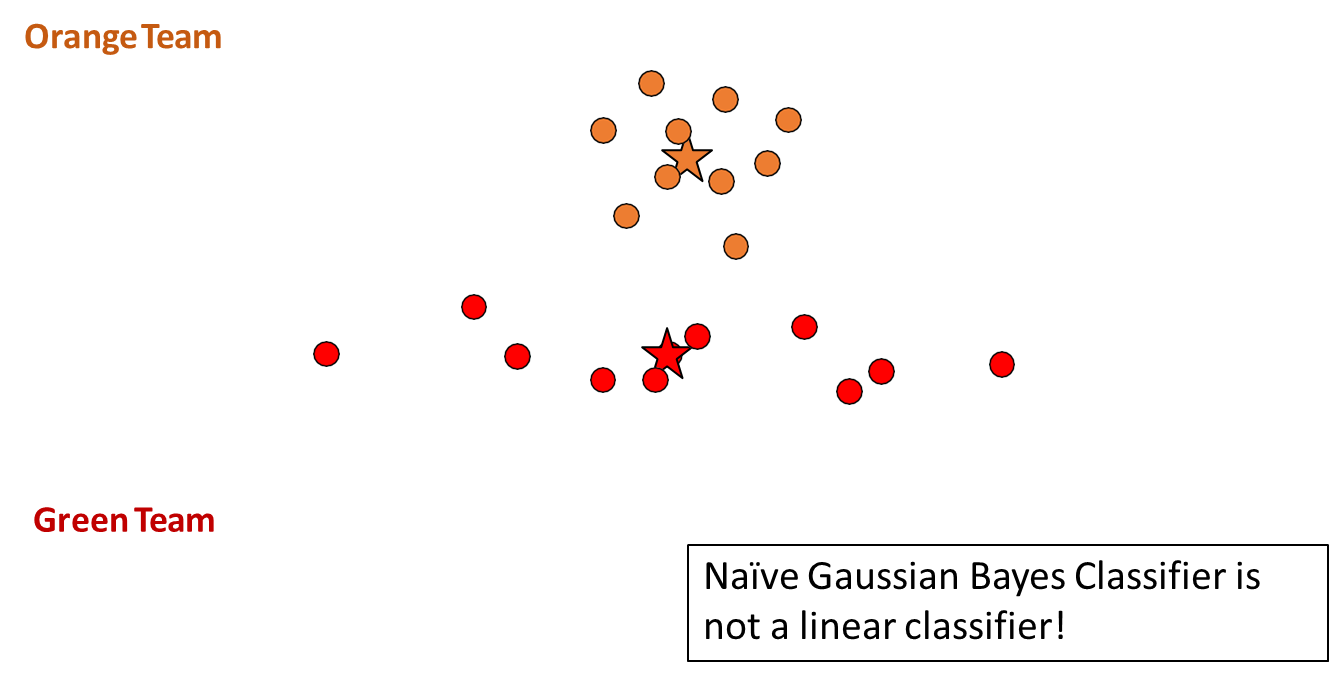 Orange Team
Green Team
Naïve Gaussian Bayes Classifier is
not a linear classifier!